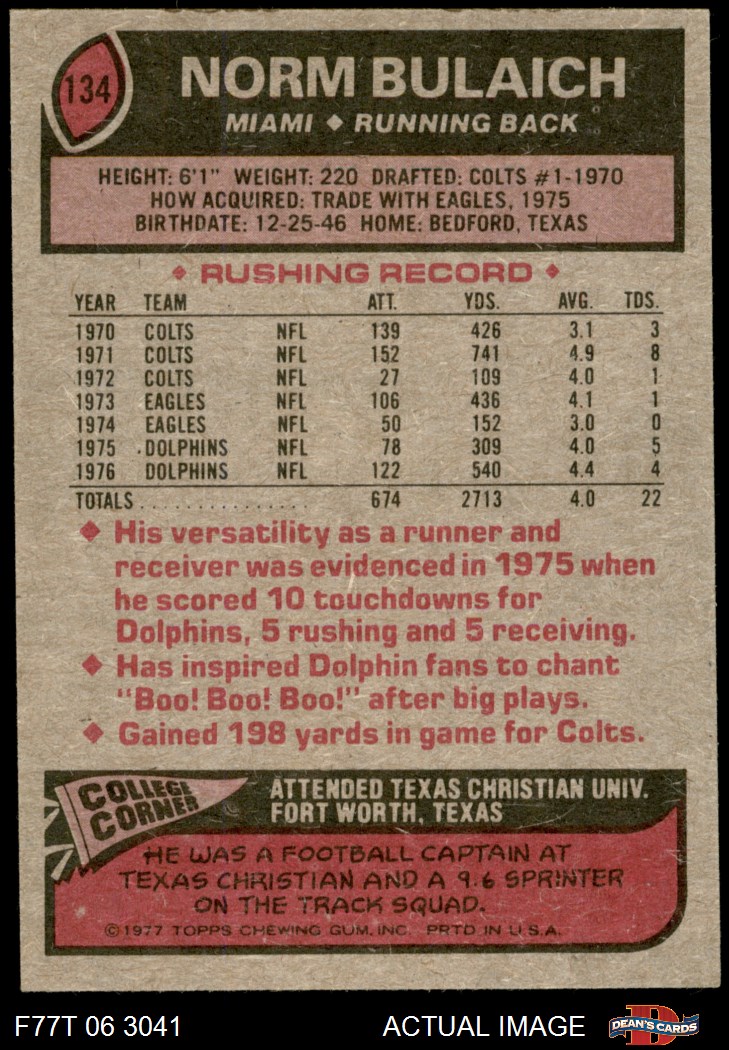 134
NORM BULAICH
MIAMI ◆ RUNNING BACK
HEIGHT: 6'1" WEIGHT: 220 DRAFTED: COLTS #1-1970
HOW ACQUIRED: TRADE WITH EAGLES, 1975
BIRTHDATE: 12-25-46 HOME: BEDFORD, TEXAS
◆ RUSHING RECORD ◆
YEAR TEAM ATT. YDS. AVG. TDS.
1970 COLTS NFL 139 426 3.1 3
1971 COLTS NFL 152 741 4.9 8
1972 COLTS NFL 27 109 4.0 1
1973 EAGLES NFL 106 436 4.1 1
1974 EAGLES NFL 50 152 3.0 0
1975 DOLPHINS NFL 78 309 4.0 5
1976 DOLPHINS NFL 122 540 4.4 4
TOTALS . . . . . . . . . . . . . . . 674 2713 4.0 22
◆ His versatility as a runner and
receiver was evidenced in 1975 when
he scored 10 touchdowns for
Dolphins, 5 rushing and 5 receiving.
◆ Has inspired Dolphin fans to chant
"Boo! Boo! Boo!" after big plays.
◆ Gained 198 yards in game for Colts.
COLLEGE
CORNER
ATTENDED TEXAS CHRISTIAN UNIV.
FORT WORTH, TEXAS
HE WAS A FOOTBALL CAPTAIN AT
TEXAS CHRISTIAN AND A 9.6 SPRINTER
ON THE TRACK SQUAD.
©1977 TOPPS CHEWING GUM, INC. PRTD IN U.S.A.
F77T 06 3041 ACTUAL IMAGE
D
DEAN'S CARDS